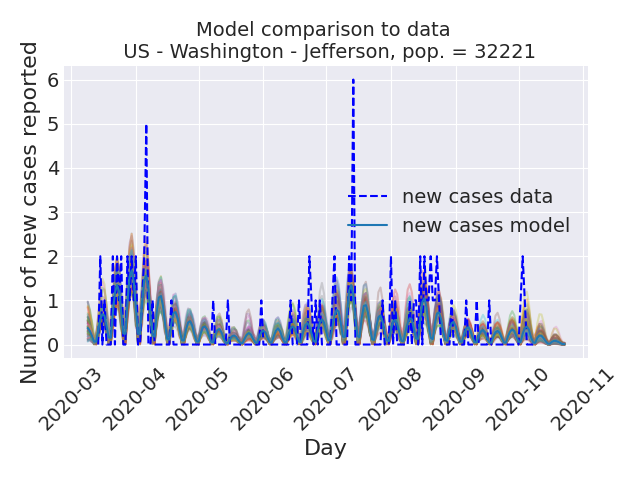 Model comparison to data
US - Washington - Jefferson, pop. = 32221
Number of new cases reported
6
5
4
3
2
1
0
new cases data
new cases model
2020-03
2020-04
2020-05
2020-06
2020-07
2020-08
2020-09
2020-10
2020-11
Day